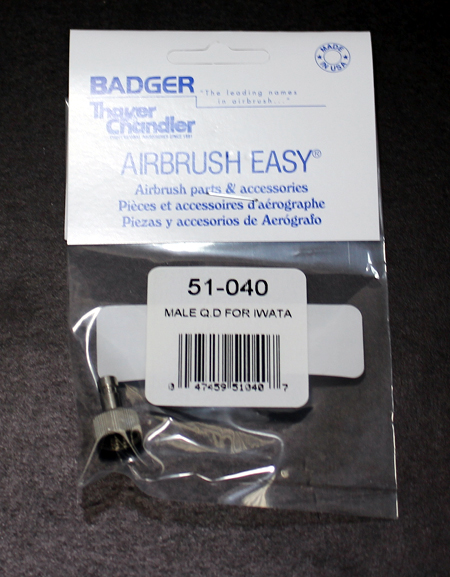 MADE
IN USA
BADGER
"The leading names
in airbrush..."
Thayer
Chandler
AIRBRUSH EASY®
Airbrush parts & accessories
Pièces et accessoires d'aérographe
Piezas y accesorios de Aerógrafo
51-040
MALE Q.D FOR IWATA
0 47459 51040 7